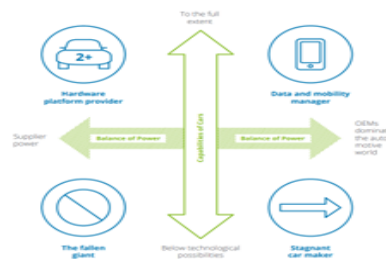 To the full
extent
2+
Hardware
platform provider
Data and mobility
manager
Supplier
power
Balance of Power
Capabilities of Cars
Balance of Power
OEMs
domina
the auto
motive
world
The fallen
giant
Below technological
possibilities
Stagnant
car maker